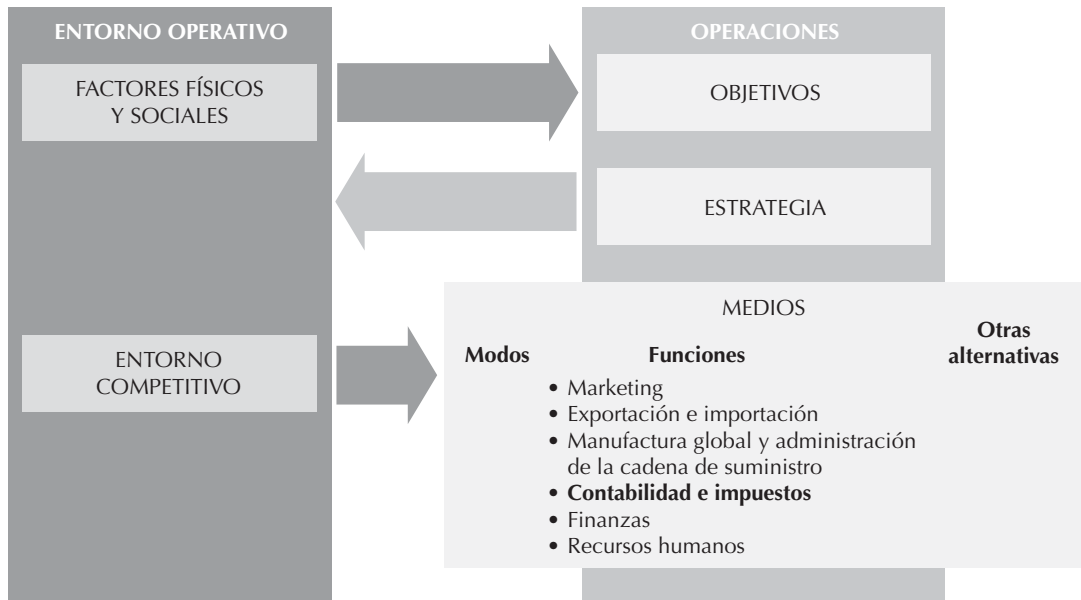 ENTORNO OPERATIVO
FACTORES FÍSICOS
Y SOCIALES
ENTORNO
COMPETITIVO
OPERACIONES
OBJETIVOS
ESTRATEGIA
MEDIOS
Modos
Funciones
• Marketing
• Exportación e importación
• Manufactura global y administración
de la cadena de suministro
• Contabilidad e impuestos
• Finanzas
• Recursos humanos
Otras
alternativas